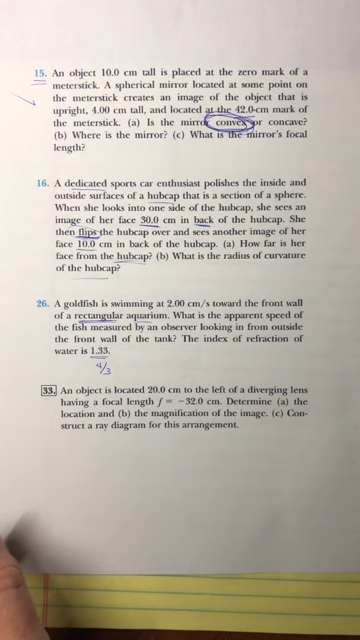 15. An object 10.0 cm tall is placed at the zero mark of a
meterstick. A spherical mirror located at some point on
the meterstick creates an image of the object that is
upright, 4.00 cm tall, and located at the 42.0-cm mark of
the meterstick. (a) Is the mirror convex or concave?
(b) Where is the mirror? (c) What is the mirror's focal
length?
16. A dedicated sports car enthusiast polishes the inside and
outside surfaces of a hubcap that is a section of a sphere.
When she looks into one side of the hubcap, she sees an
image of her face 30.0 cm in back of the hubcap. She
then flips the hubcap over and sees another image of her
face 10.0 cm in back of the hubcap. (a) How far is her
face from the hubcap? (b) What is the radius of curvature
of the hubcap?
26. A goldfish is swimming at 2.00 cm/s toward the front wall
of a rectangular aquarium. What is the apparent speed of
the fish measured by an observer looking in from outside
the front wall of the tank? The index of refraction of
water is 1.33.
4/3
33. An object is located 20.0 cm to the left of a diverging lens
having a focal length f = −32.0 cm. Determine (a) the
location and (b) the magnification of the image. (c) Con-
struct a ray diagram for this arrangement.